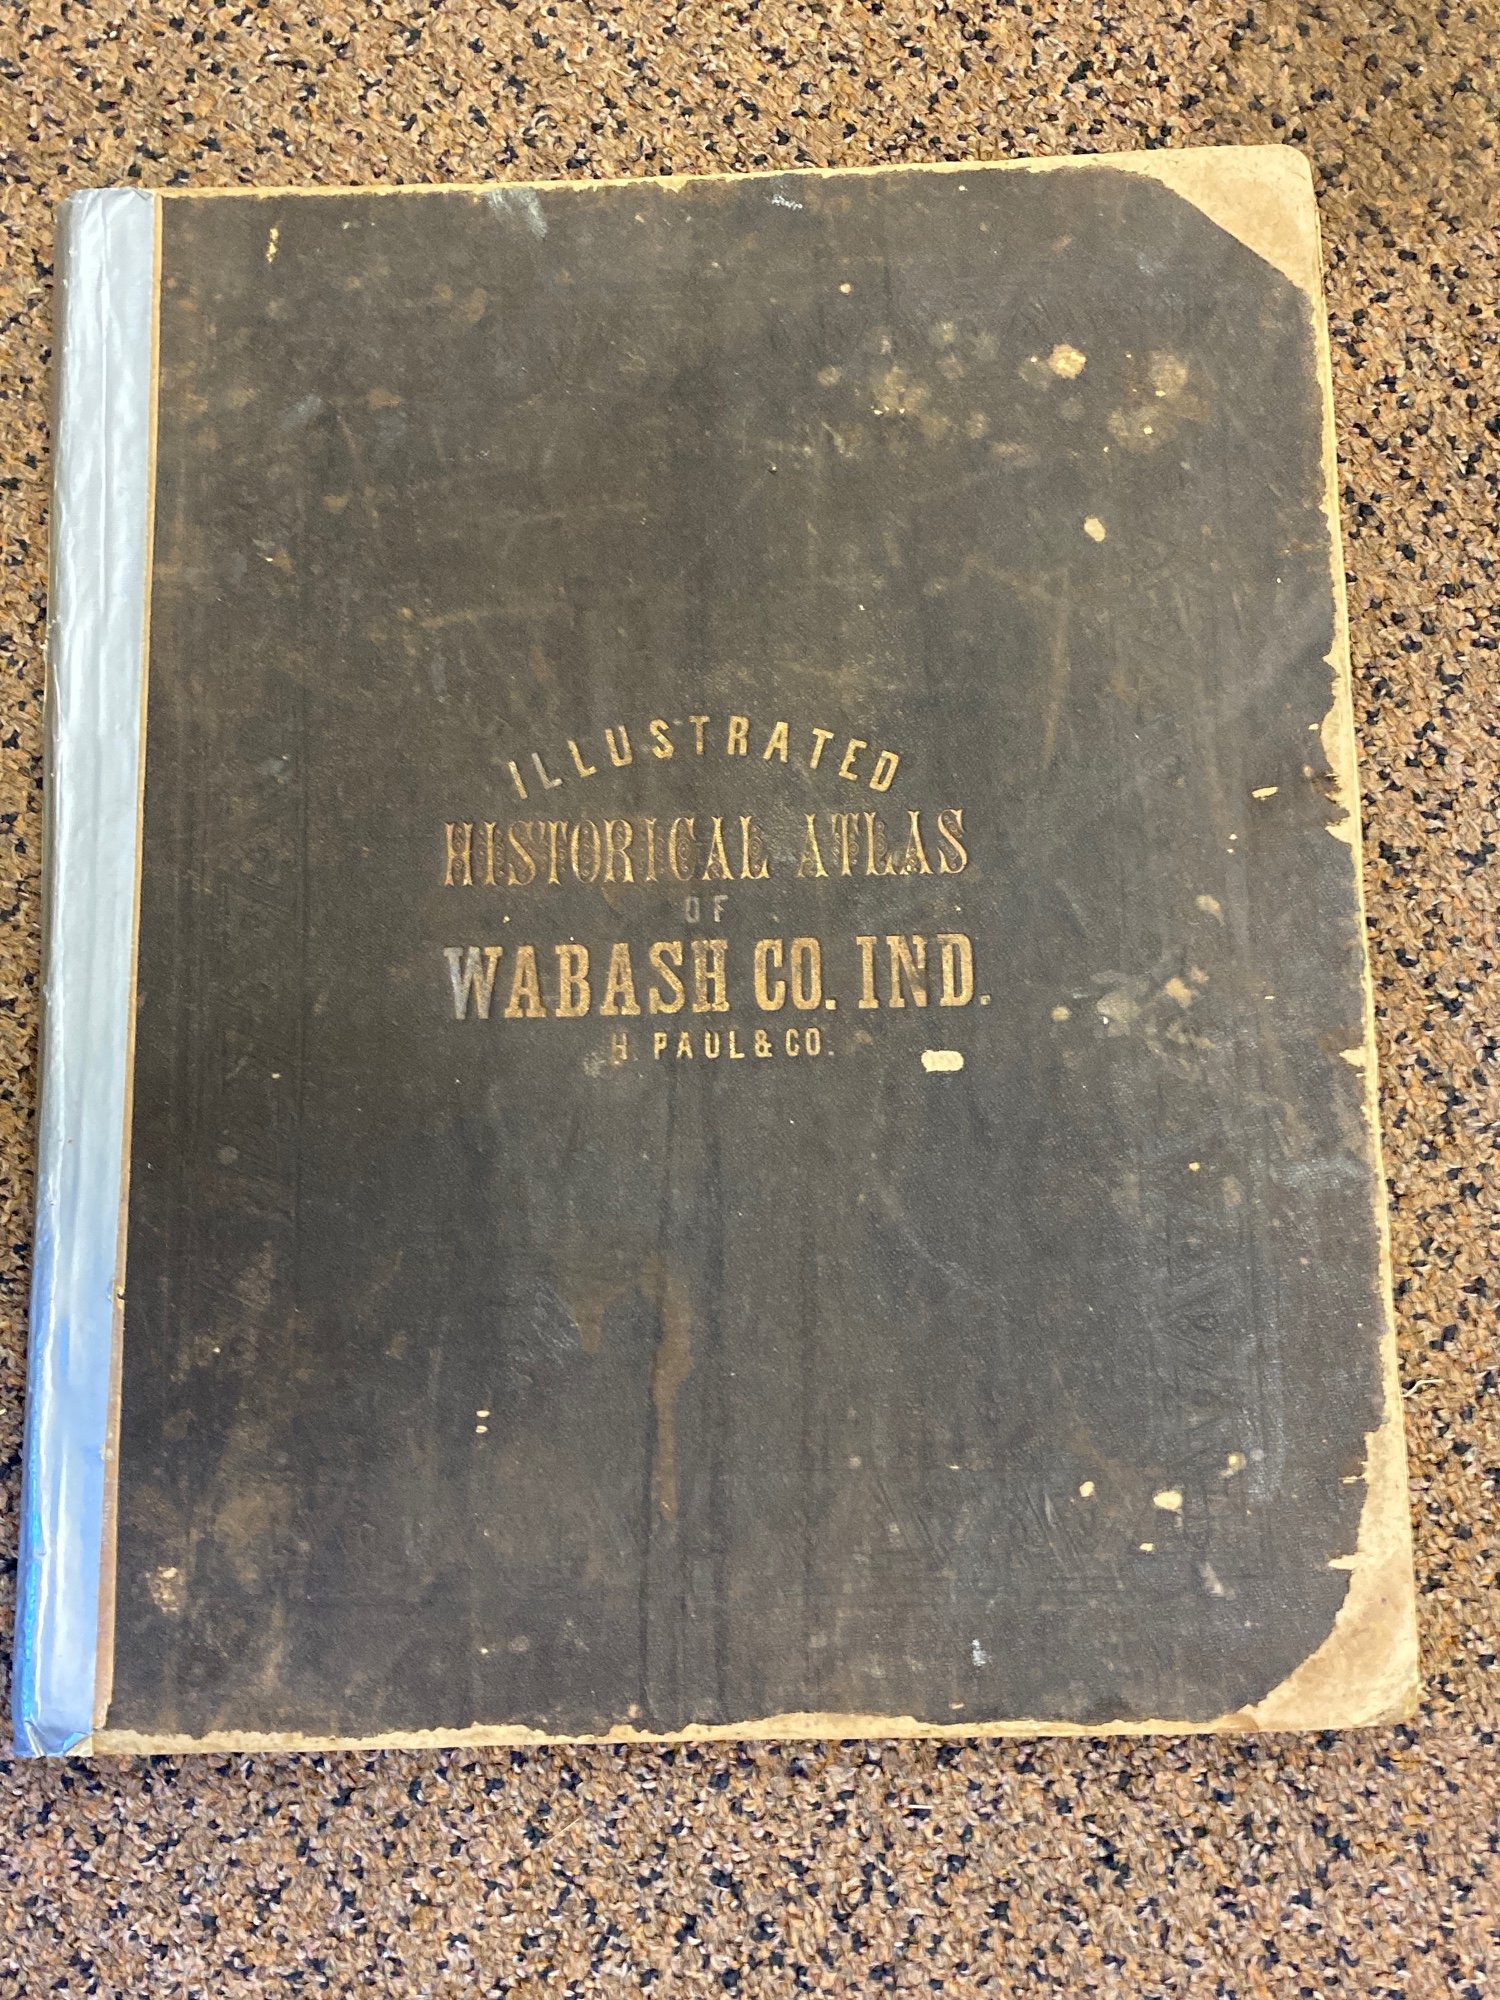 ILLUSTRATED
HISTORICAL ATLAS
OF
WABASH CO. IND.
H. PAUL & CO.